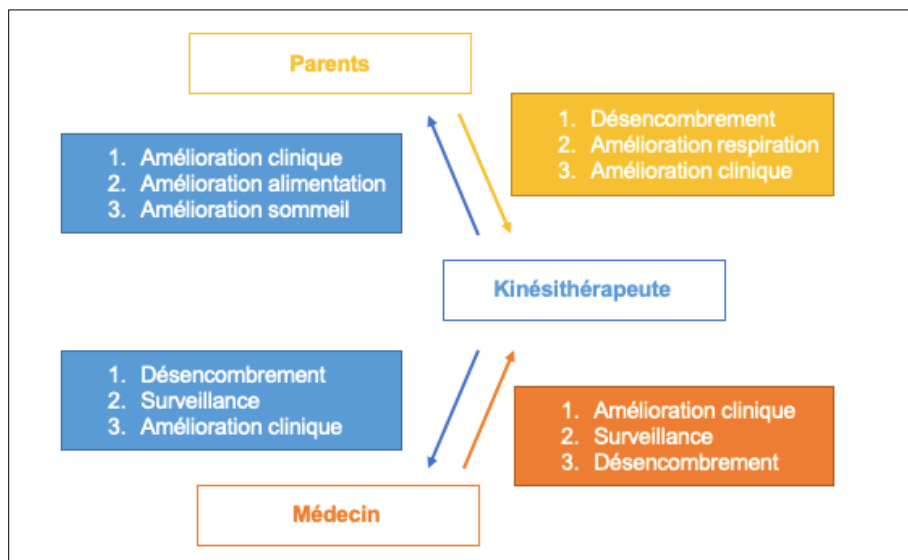 Parents
1. Désencombrement
2. Amélioration respiration
3. Amélioration clinique
1. Amélioration clinique
2. Amélioration alimentation
3. Amélioration sommeil
Kinésithérapeute
1. Désencombrement
2. Surveillance
3. Amélioration clinique
1. Amélioration clinique
2. Surveillance
3. Désencombrement
Médecin